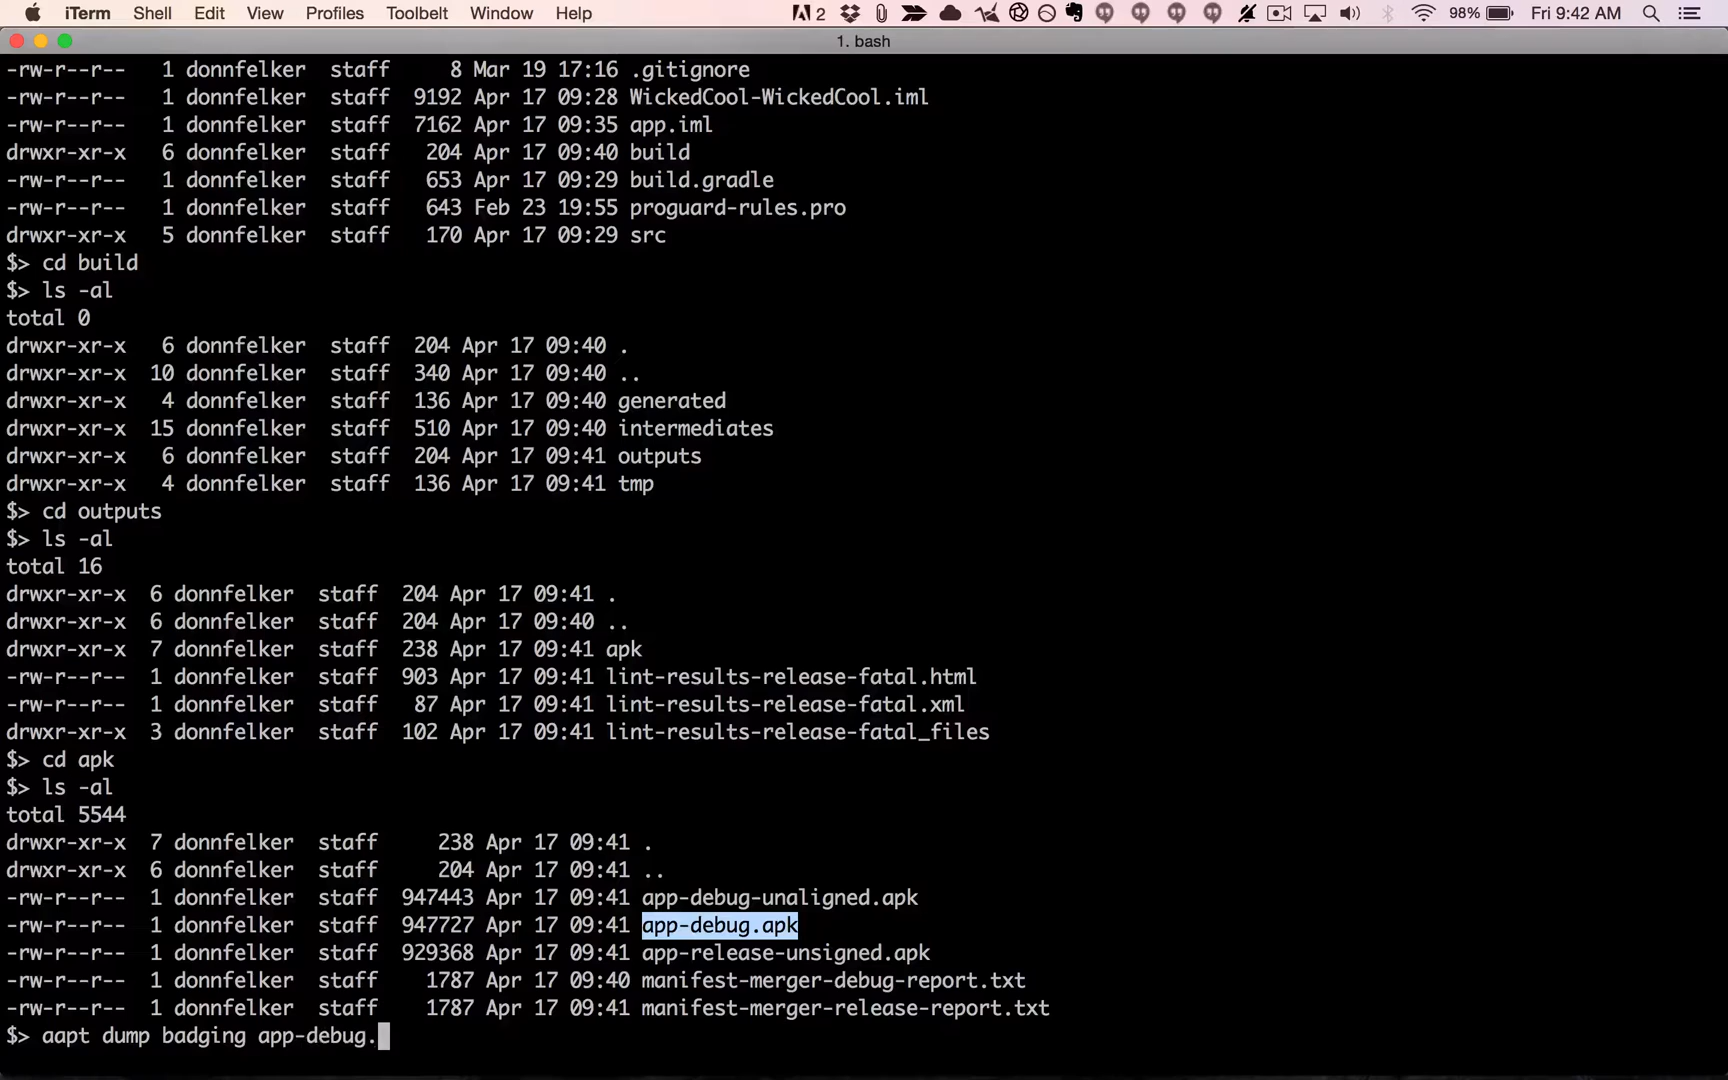 iTerm Shell Edit View Profiles Toolbelt Window Help 2 98% Fri 9:42 AM
1. bash
-rw-r--r-- 1 donnfelker staff 8 Mar 19 17:16 .gitignore
-rw-r--r-- 1 donnfelker staff 9192 Apr 17 09:28 WickedCool-WickedCool.iml
-rw-r--r-- 1 donnfelker staff 7162 Apr 17 09:35 app.iml
drwxr-xr-x 6 donnfelker staff 204 Apr 17 09:40 build
-rw-r--r-- 1 donnfelker staff 653 Apr 17 09:29 build.gradle
-rw-r--r-- 1 donnfelker staff 643 Feb 23 19:55 proguard-rules.pro
drwxr-xr-x 5 donnfelker staff 170 Apr 17 09:29 src
$> cd build
$> ls -al
total 0
drwxr-xr-x 6 donnfelker staff 204 Apr 17 09:40 .
drwxr-xr-x 10 donnfelker staff 340 Apr 17 09:40 ..
drwxr-xr-x 4 donnfelker staff 136 Apr 17 09:40 generated
drwxr-xr-x 15 donnfelker staff 510 Apr 17 09:40 intermediates
drwxr-xr-x 6 donnfelker staff 204 Apr 17 09:41 outputs
drwxr-xr-x 4 donnfelker staff 136 Apr 17 09:41 tmp
$> cd outputs
$> ls -al
total 16
drwxr-xr-x 6 donnfelker staff 204 Apr 17 09:41 .
drwxr-xr-x 6 donnfelker staff 204 Apr 17 09:40 ..
drwxr-xr-x 7 donnfelker staff 238 Apr 17 09:41 apk
-rw-r--r-- 1 donnfelker staff 903 Apr 17 09:41 lint-results-release-fatal.html
-rw-r--r-- 1 donnfelker staff 87 Apr 17 09:41 lint-results-release-fatal.xml
drwxr-xr-x 3 donnfelker staff 102 Apr 17 09:41 lint-results-release-fatal_files
$> cd apk
$> ls -al
total 5544
drwxr-xr-x 7 donnfelker staff 238 Apr 17 09:41 .
drwxr-xr-x 6 donnfelker staff 204 Apr 17 09:41 ..
-rw-r--r-- 1 donnfelker staff 947443 Apr 17 09:41 app-debug-unaligned.apk
-rw-r--r-- 1 donnfelker staff 947727 Apr 17 09:41 app-debug.apk
-rw-r--r-- 1 donnfelker staff 929368 Apr 17 09:41 app-release-unsigned.apk
-rw-r--r-- 1 donnfelker staff 1787 Apr 17 09:40 manifest-merger-debug-report.txt
-rw-r--r-- 1 donnfelker staff 1787 Apr 17 09:41 manifest-merger-release-report.txt
$> aapt dump badging app-debug.